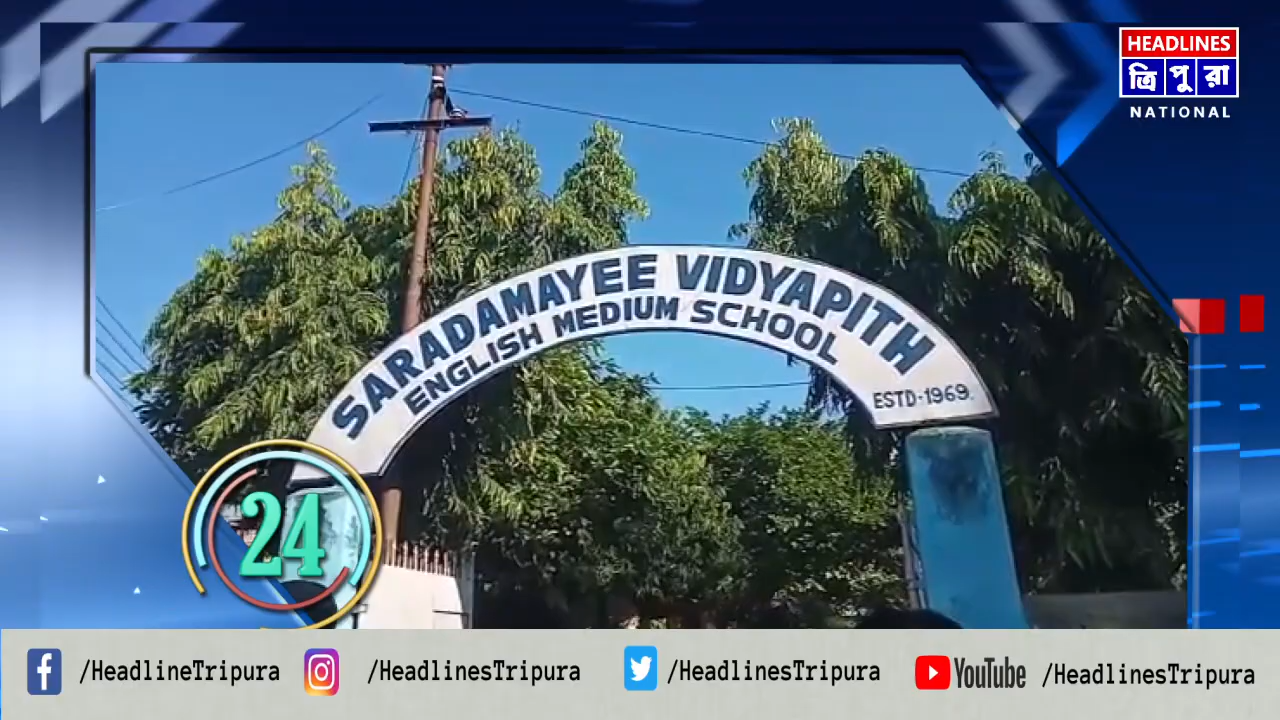 HEADLINES
ত্রিপুরা
NATIONAL
SARADAMAYEE VIDYAPITH
ENGLISH MEDIUM SCHOOL
ESTD-1969.
24
/HeadlineTripura /HeadlinesTripura /HeadlinesTripura YouTube /HeadlinesTripura